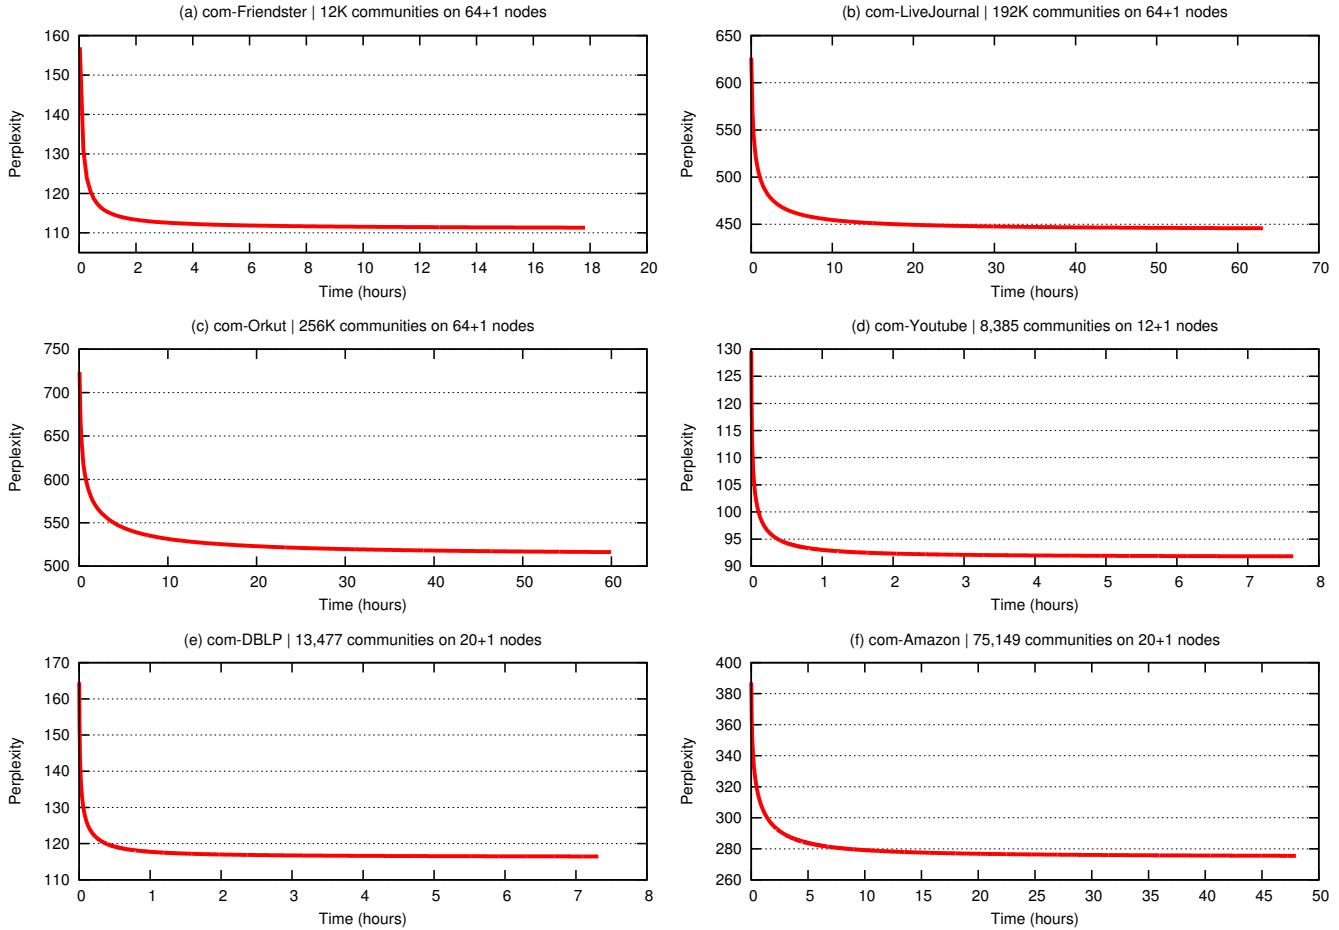 (a) com-Friendster | 12K communities on 64+1 nodes
160
150
140
130
120
110
Perplexity
0 2 4 6 8 10 12 14 16 18 20
Time (hours)
(b) com-LiveJournal | 192K communities on 64+1 nodes
650
600
550
500
450
Perplexity
0 10 20 30 40 50 60 70
Time (hours)
(c) com-Orkut | 256K communities on 64+1 nodes
750
700
650
600
550
500
Perplexity
0 10 20 30 40 50 60
Time (hours)
(d) com-Youtube | 8,385 communities on 12+1 nodes
130
125
120
115
110
105
100
95
90
Perplexity
0 1 2 3 4 5 6 7 8
Time (hours)
(e) com-DBLP | 13,477 communities on 20+1 nodes
170
160
150
140
130
120
110
Perplexity
0 1 2 3 4 5 6 7 8
Time (hours)
(f) com-Amazon | 75,149 communities on 20+1 nodes
400
380
360
340
320
300
280
260
Perplexity
0 5 10 15 20 25 30 35 40 45 50
Time (hours)